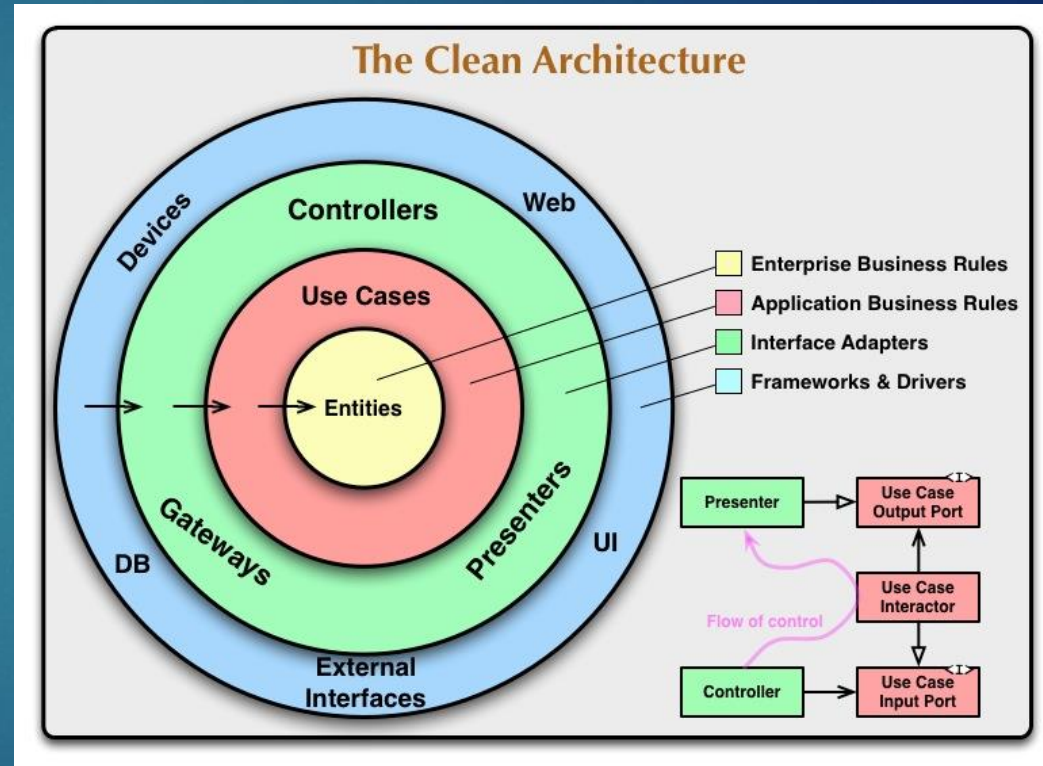 The Clean Architecture
Devices
Controllers
Web
Use Cases
Entities
Gateways
Presenters
DB
UI
External
Interfaces
Enterprise Business Rules
Application Business Rules
Interface Adapters
Frameworks & Drivers
Presenter
<I>
Use Case
Output Port
Use Case
Interactor
Flow of control
Controller
<I>
Use Case
Input Port